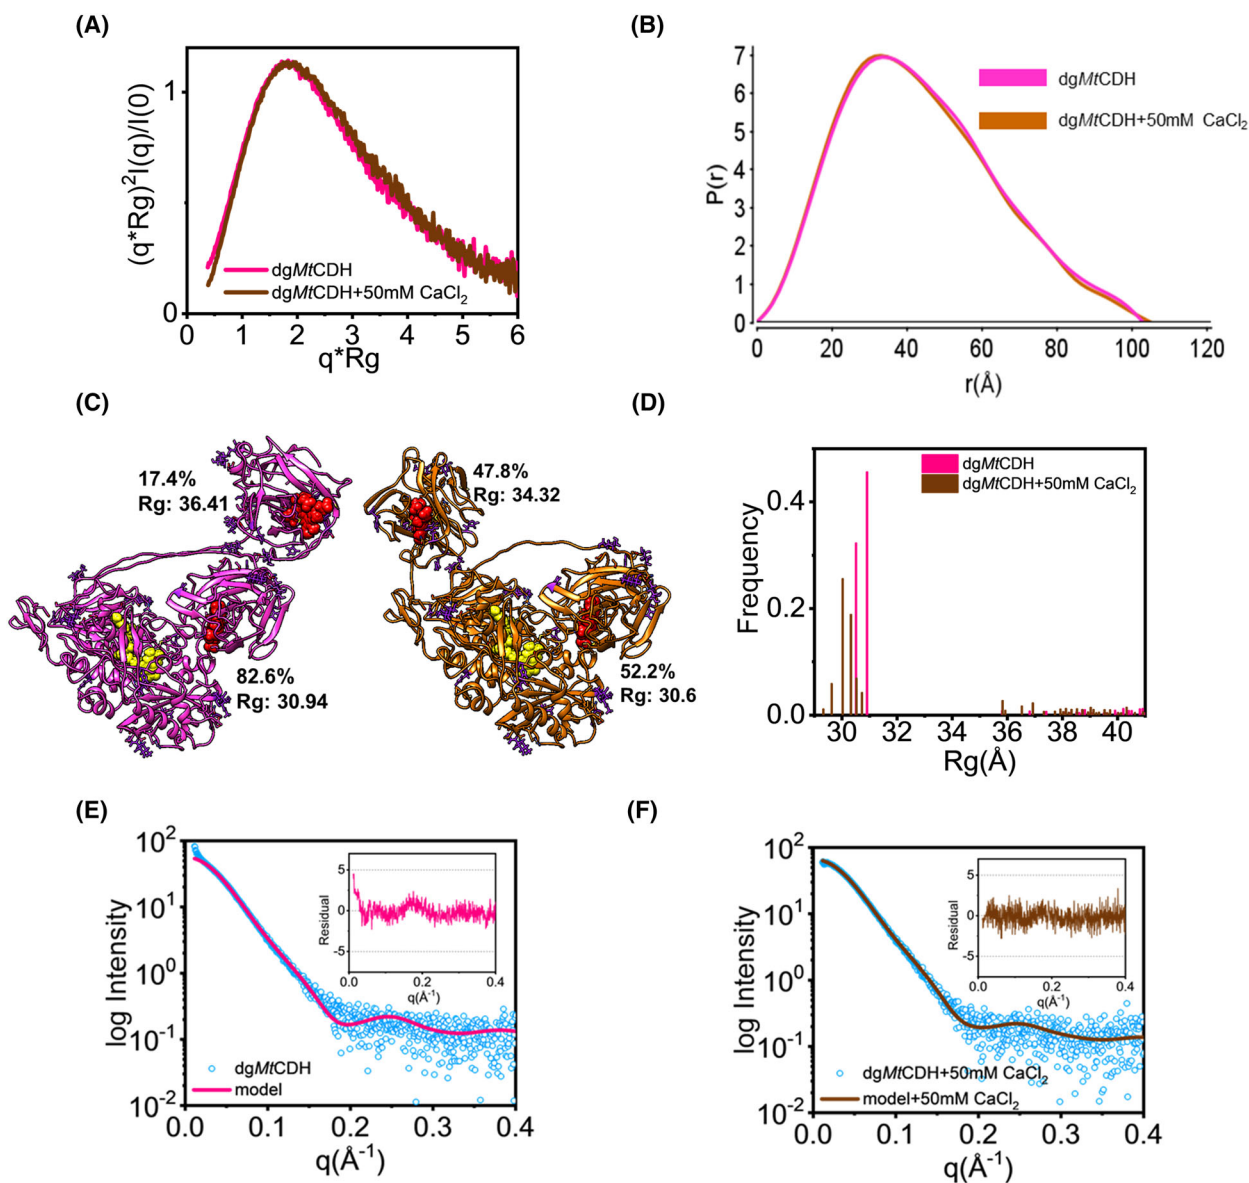 (A)
(q*Rg)²I(q)/I(0)
1
0
0 1 2 3 4 5 6
q*Rg
dgMtCDH
dgMtCDH+50mM CaCl₂
(B)
P(r)
7
6
5
4
3
2
1
0
0 20 40 60 80 100 120
r(Å)
dgMtCDH
dgMtCDH+50mM CaCl₂
(C)
17.4%
Rg: 36.41
82.6%
Rg: 30.94
47.8%
Rg: 34.32
52.2%
Rg: 30.6
(D)
Frequency
0.4
0.2
0.0
30 32 34 36 38 40
Rg(Å)
dgMtCDH
dgMtCDH+50mM CaCl₂
(E)
log Intensity
10²
10¹
10⁰
10⁻¹
10⁻²
0.0 0.1 0.2 0.3 0.4
q(Å⁻¹)
dgMtCDH
model
Residual
5
0
-5
0.0 0.2 0.4
q(Å⁻¹)
(F)
log Intensity
10²
10¹
10⁰
10⁻¹
10⁻²
0.0 0.1 0.2 0.3 0.4
q(Å⁻¹)
dgMtCDH+50mM CaCl₂
model+50mM CaCl₂
Residual
5
0
-5
0.0 0.2 0.4
q(Å⁻¹)